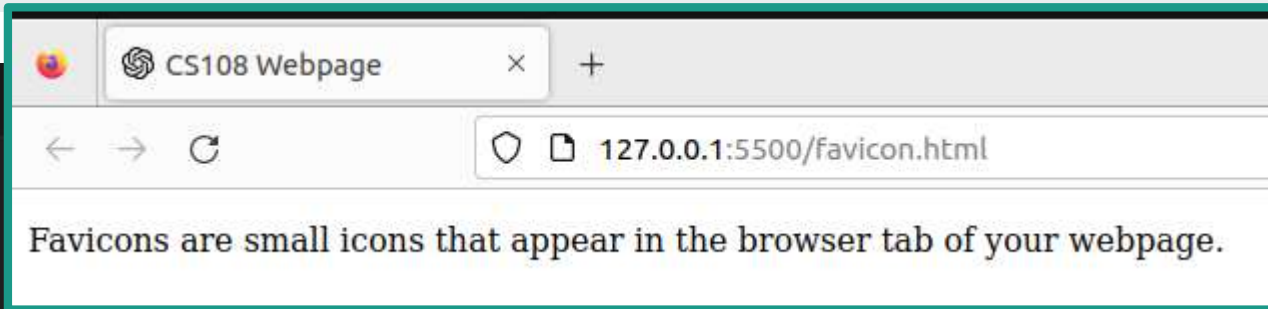 CS108 Webpage
127.0.0.1:5500/favicon.html
Favicons are small icons that appear in the browser tab of your webpage.